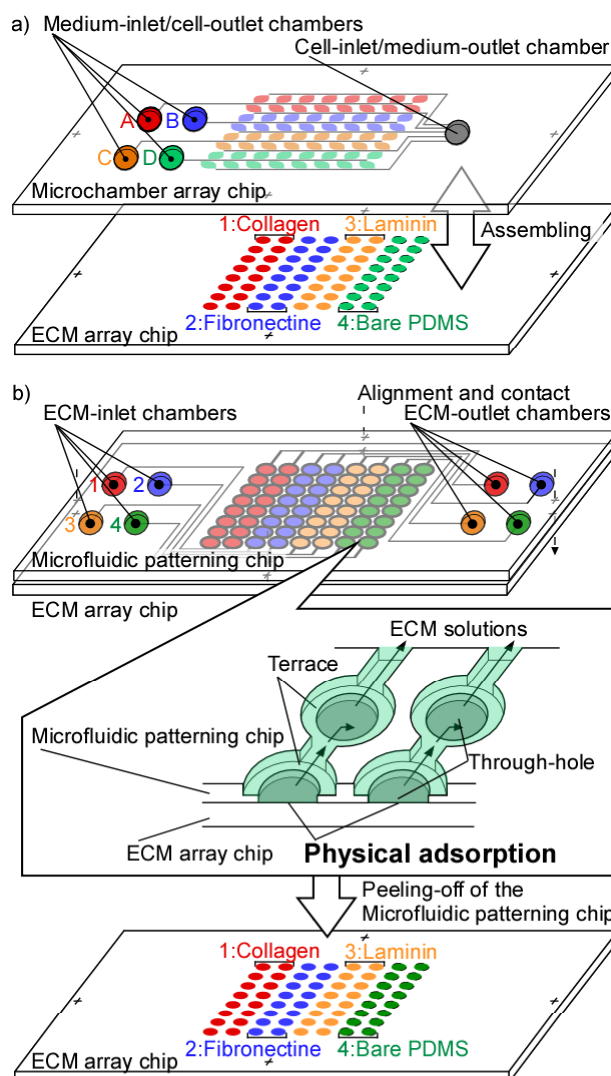 a)
Medium-inlet/cell-outlet chambers
Cell-inlet/medium-outlet chamber
A
B
C
D
Microchamber array chip
1:Collagen
3:Laminin
Assembling
2:Fibronectine
4:Bare PDMS
ECM array chip
b)
Alignment and contact
ECM-inlet chambers
ECM-outlet chambers
1
2
3
4
Microfluidic patterning chip
ECM array chip
ECM solutions
Terrace
Microfluidic patterning chip
Through-hole
ECM array chip
Physical adsorption
Peeling-off of the
Microfluidic patterning chip
1:Collagen
3:Laminin
2:Fibronectine
4:Bare PDMS
ECM array chip